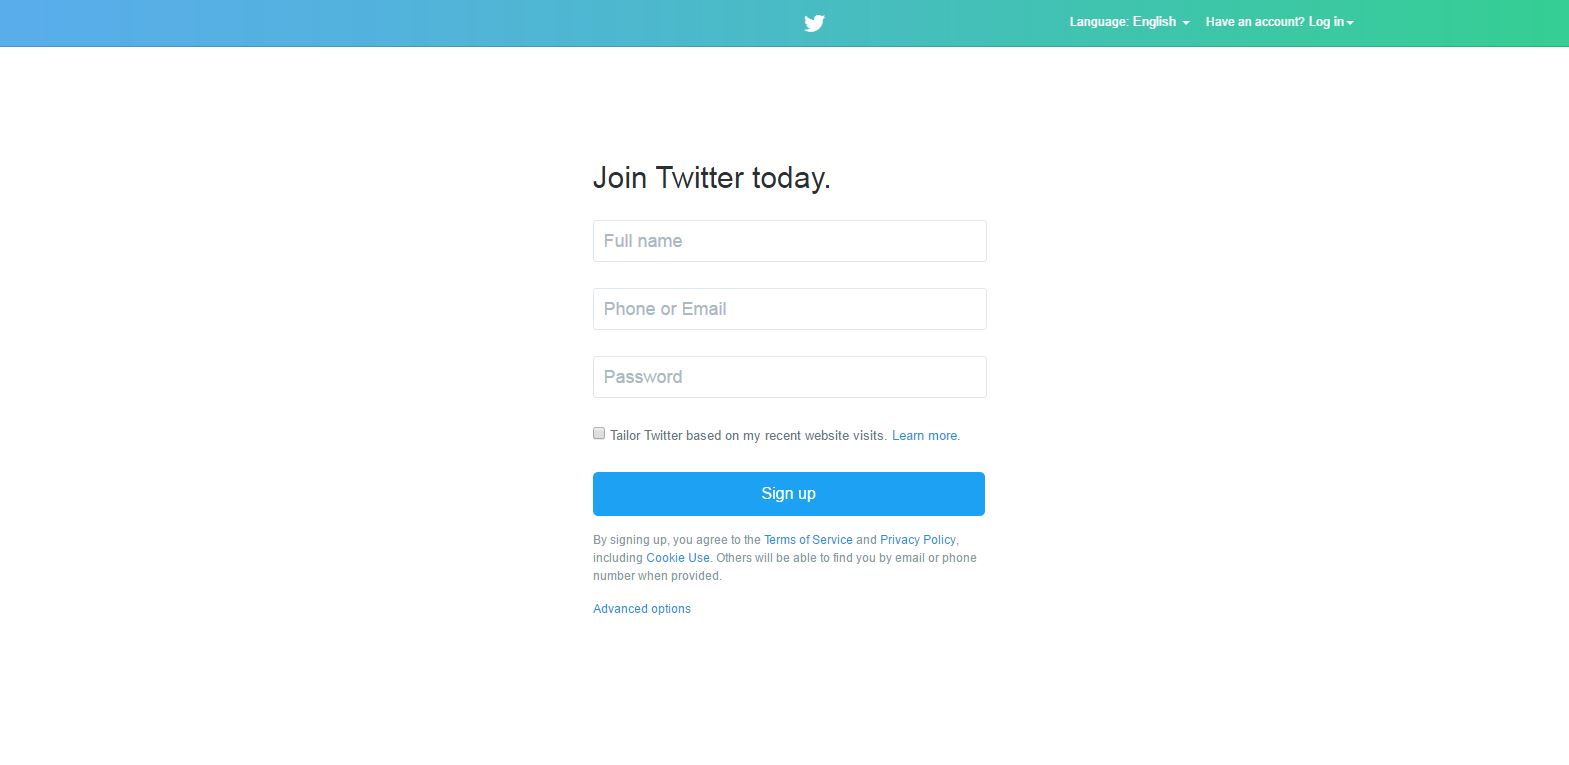 Language: English
Have an account? Log in
Join Twitter today.
Full name
Phone or Email
Password
Tailor Twitter based on my recent website visits. Learn more.
Sign up
By signing up, you agree to the Terms of Service and Privacy Policy,
including Cookie Use. Others will be able to find you by email or phone
number when provided.
Advanced options